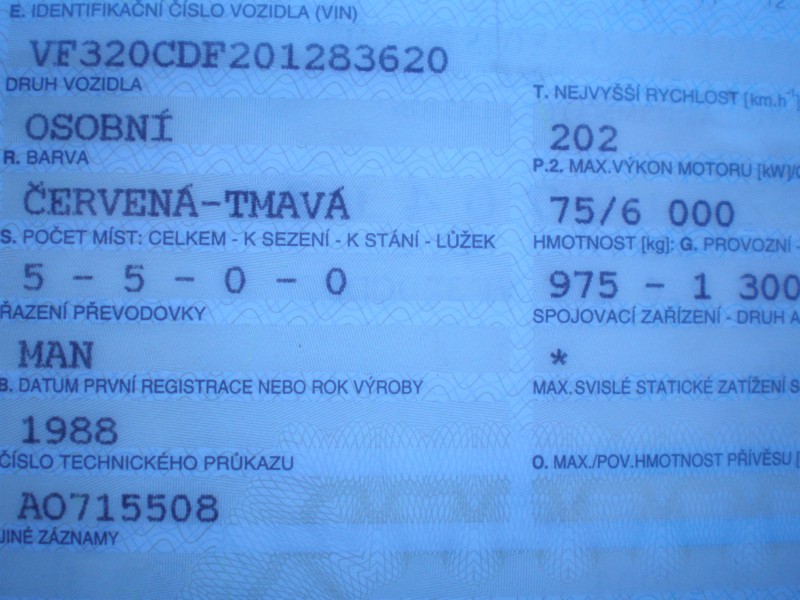 E. IDENTIFIKAČNÍ ČÍSLO VOZIDLA (VIN)
VF320CDF201283620
DRUH VOZIDLA
OSOBNÍ
R. BARVA
ČERVENÁ-TMAVÁ
S. POČET MÍST: CELKEM - K SEZENÍ - K STÁNÍ - LŮŽEK
5 - 5 - 0 - 0
ŘAZENÍ PŘEVODOVKY
MAN
B. DATUM PRVNÍ REGISTRACE NEBO ROK VÝROBY
1988
ČÍSLO TECHNICKÉHO PRŮKAZU
AO715508
JINÉ ZÁZNAMY
T. NEJVYŠŠÍ RYCHLOST [km.h⁻¹]
202
P.2. MAX.VÝKON MOTORU [kW]/
75/6 000
HMOTNOST [kg]: G. PROVOZNÍ -
975 - 1 300
SPOJOVACÍ ZAŘÍZENÍ - DRUH A
*
MAX. SVISLÉ STATICKÉ ZATÍŽENÍ S
O. MAX./POV.HMOTNOST PŘÍVĚSU [